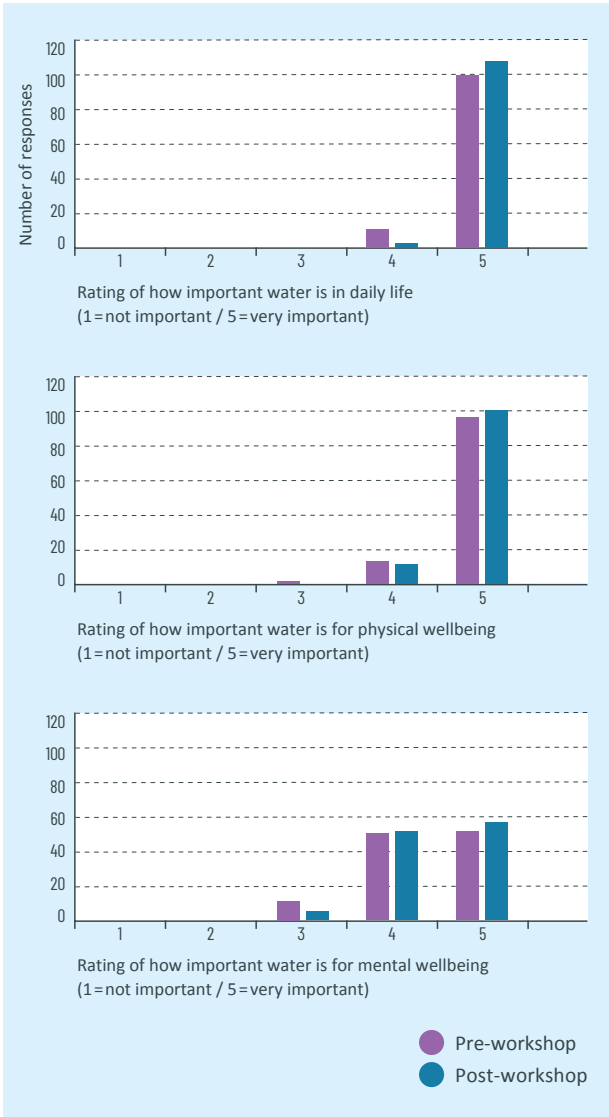 Number of responses
120
100
80
60
40
20
0
1 2 3 4 5
Rating of how important water is in daily life
(1=not important / 5=very important)
120
100
80
60
40
20
0
1 2 3 4 5
Rating of how important water is for physical wellbeing
(1=not important / 5=very important)
120
100
80
60
40
20
0
1 2 3 4 5
Rating of how important water is for mental wellbeing
(1=not important / 5=very important)
Pre-workshop
Post-workshop